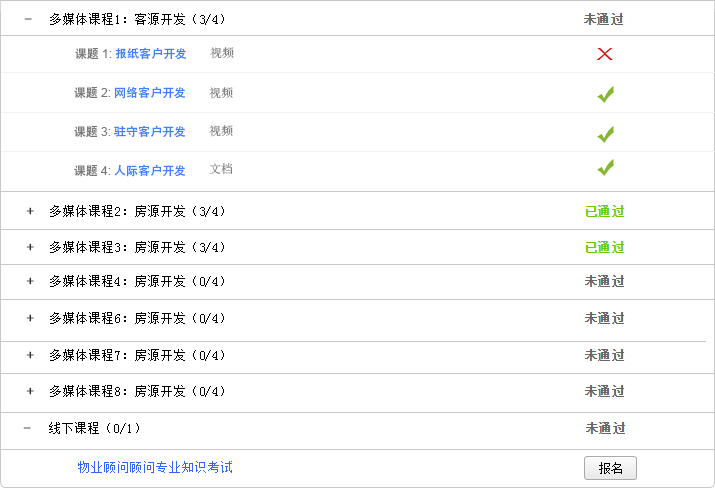 − 多媒体课程1：客源开发（3/4） 未通过
课题 1: 报纸客户开发 视频
课题 2: 网络客户开发 视频
课题 3: 驻守客户开发 视频
课题 4: 人际客户开发 文档
+ 多媒体课程2：房源开发（3/4） 已通过
+ 多媒体课程3：房源开发（3/4） 已通过
+ 多媒体课程4：房源开发（0/4） 未通过
+ 多媒体课程6：房源开发（0/4） 未通过
+ 多媒体课程7：房源开发（0/4） 未通过
+ 多媒体课程8：房源开发（0/4） 未通过
− 线下课程（0/1） 未通过
物业顾问顾问专业知识考试 报名